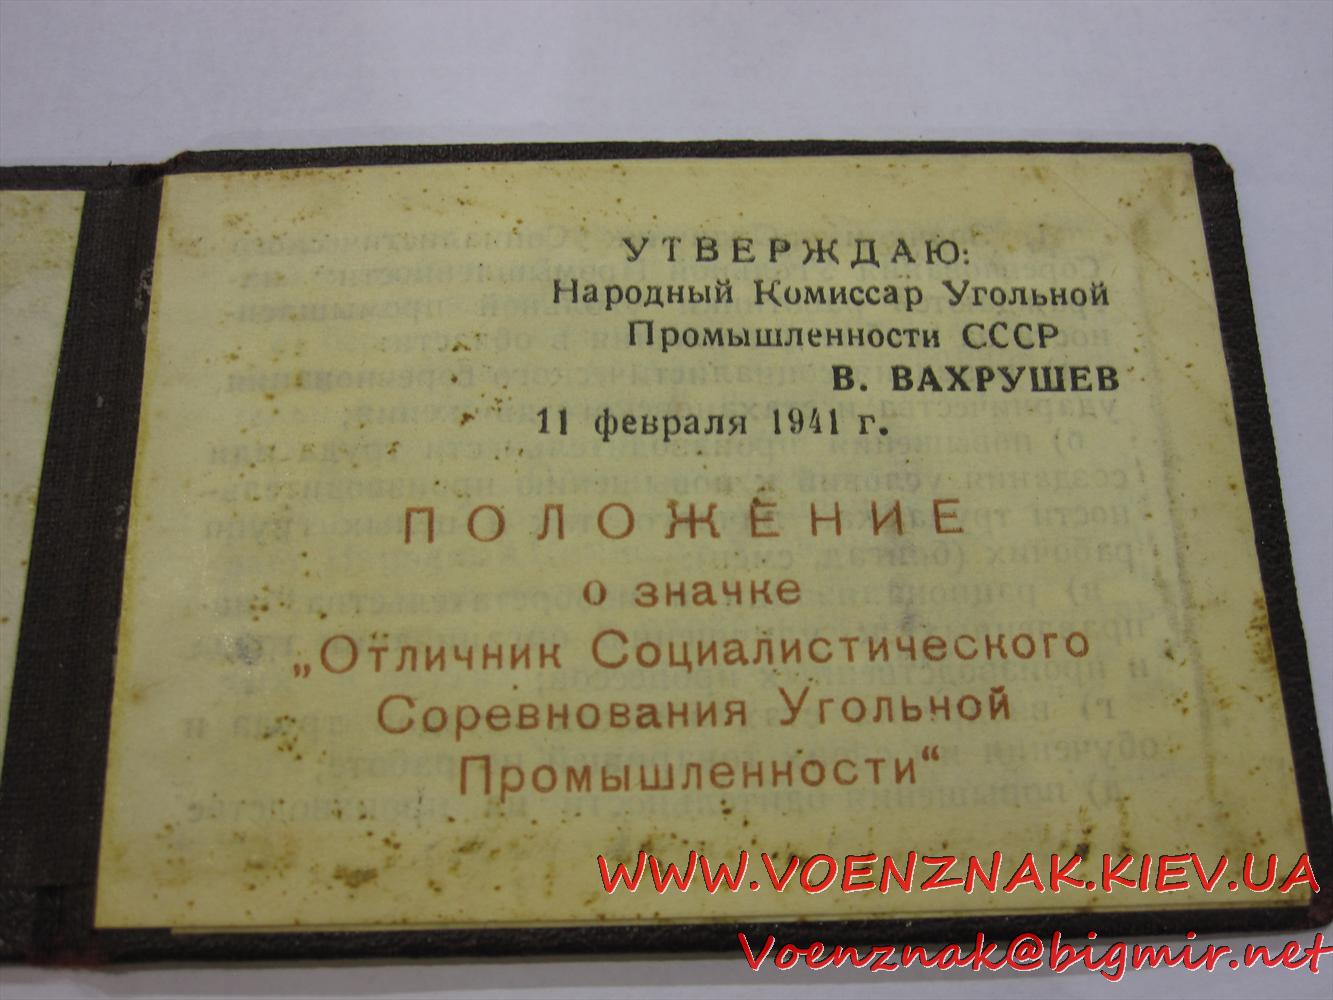 УТВЕРЖДАЮ:
Народный Комиссар Угольной
Промышленности СССР
В. ВАХРУШЕВ
11 февраля 1941 г.
ПОЛОЖЕНИЕ
о значке
„Отличник Социалистического
Соревнования Угольной
Промышленности“
WWW.VOENZNAK.KIEV.UA
Voenznak@bigmir.net